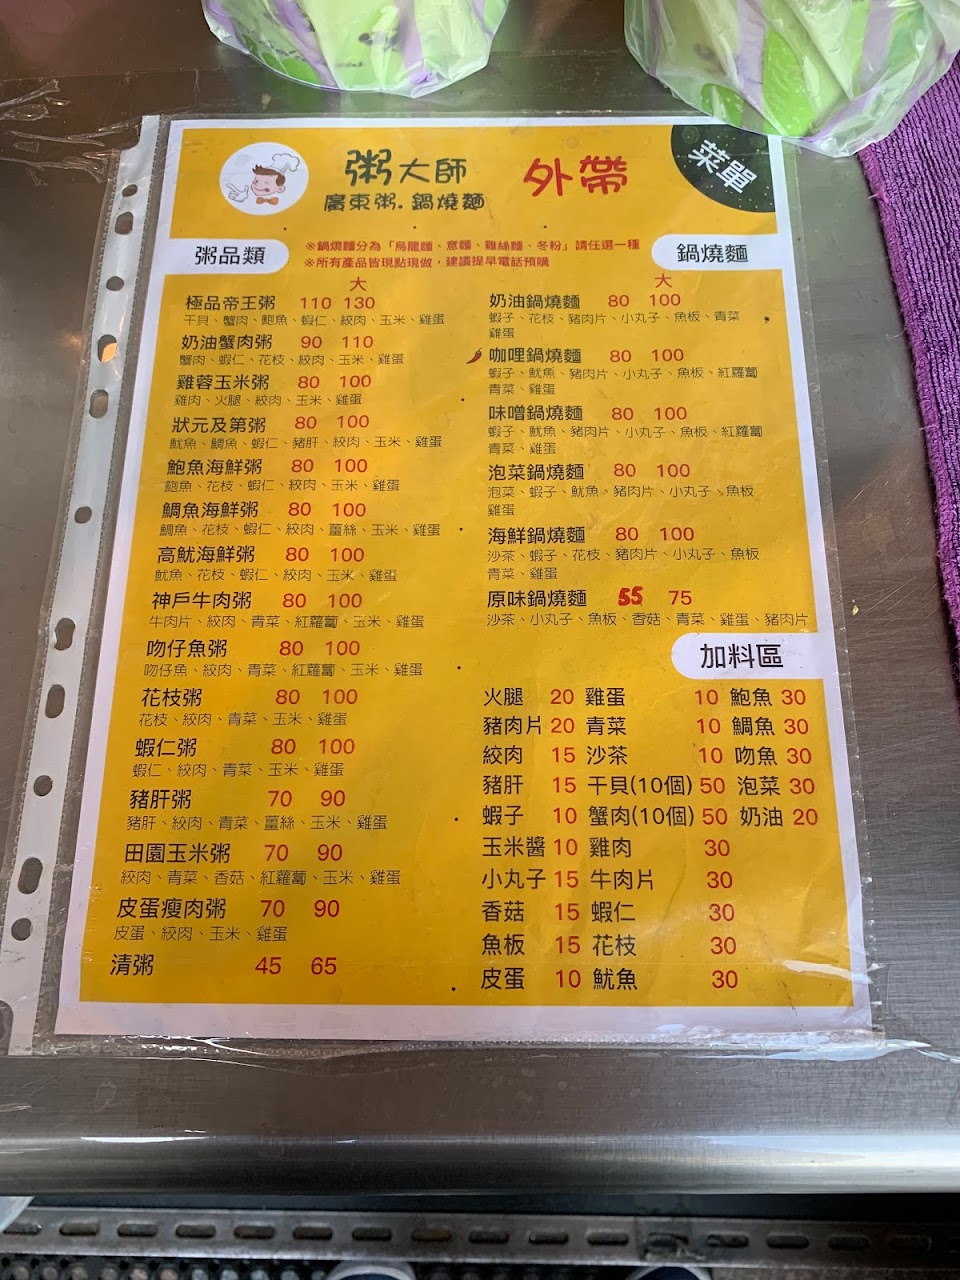 菜單
粥大師 外帶
廣東粥.鍋燒麵
※鍋燒麵分為「烏龍麵、意麵、雞絲麵、冬粉」請任選一種
※所有產品皆現點現做，建議提早電話預購
粥品類
大
極品帝王粥 110 130
干貝、蟹肉、鮑魚、蝦仁、絞肉、玉米、雞蛋
奶油蟹肉粥 90 110
蟹肉、蝦仁、花枝、絞肉、玉米、雞蛋
雞蓉玉米粥 80 100
雞肉、火腿、絞肉、玉米、雞蛋
狀元及第粥 80 100
魷魚、鯛魚、蝦仁、豬肝、絞肉、玉米、雞蛋
鮑魚海鮮粥 80 100
鮑魚、花枝、蝦仁、絞肉、玉米、雞蛋
鯛魚海鮮粥 80 100
鯛魚、花枝、蝦仁、絞肉、薑絲、玉米、雞蛋
高魷海鮮粥 80 100
魷魚、花枝、蝦仁、絞肉、玉米、雞蛋
神戶牛肉粥 80 100
牛肉片、絞肉、青菜、紅蘿蔔、玉米、雞蛋
吻仔魚粥 80 100
吻仔魚、絞肉、青菜、紅蘿蔔、玉米、雞蛋
花枝粥 80 100
花枝、絞肉、青菜、玉米、雞蛋
蝦仁粥 80 100
蝦仁、絞肉、青菜、玉米、雞蛋
豬肝粥 70 90
豬肝、絞肉、青菜、薑絲、玉米、雞蛋
田園玉米粥 70 90
絞肉、青菜、香菇、紅蘿蔔、玉米、雞蛋
皮蛋瘦肉粥 70 90
皮蛋、絞肉、玉米、雞蛋
清粥 45 65
鍋燒麵
大
奶油鍋燒麵 80 100
蝦子、花枝、豬肉片、小丸子、魚板、青菜
雞蛋
咖哩鍋燒麵 80 100
蝦子、魷魚、豬肉片、小丸子、魚板、紅蘿蔔
青菜、雞蛋
味噌鍋燒麵 80 100
蝦子、魷魚、豬肉片、小丸子、魚板、紅蘿蔔
青菜、雞蛋
泡菜鍋燒麵 80 100
泡菜、蝦子、魷魚、豬肉片、小丸子、魚板
雞蛋
海鮮鍋燒麵 80 100
沙茶、蝦子、花枝、豬肉片、小丸子、魚板
青菜、雞蛋
原味鍋燒麵 55 75
沙茶、小丸子、魚板、香菇、青菜、雞蛋、豬肉片
加料區
火腿 20 雞蛋 10 鮑魚 30
豬肉片 20 青菜 10 鯛魚 30
絞肉 15 沙茶 10 吻魚 30
豬肝 15 干貝(10個) 50 泡菜 30
蝦子 10 蟹肉(10個) 50 奶油 20
玉米醬 10 雞肉 30
小丸子 15 牛肉片 30
香菇 15 蝦仁 30
魚板 15 花枝 30
皮蛋 10 魷魚 30